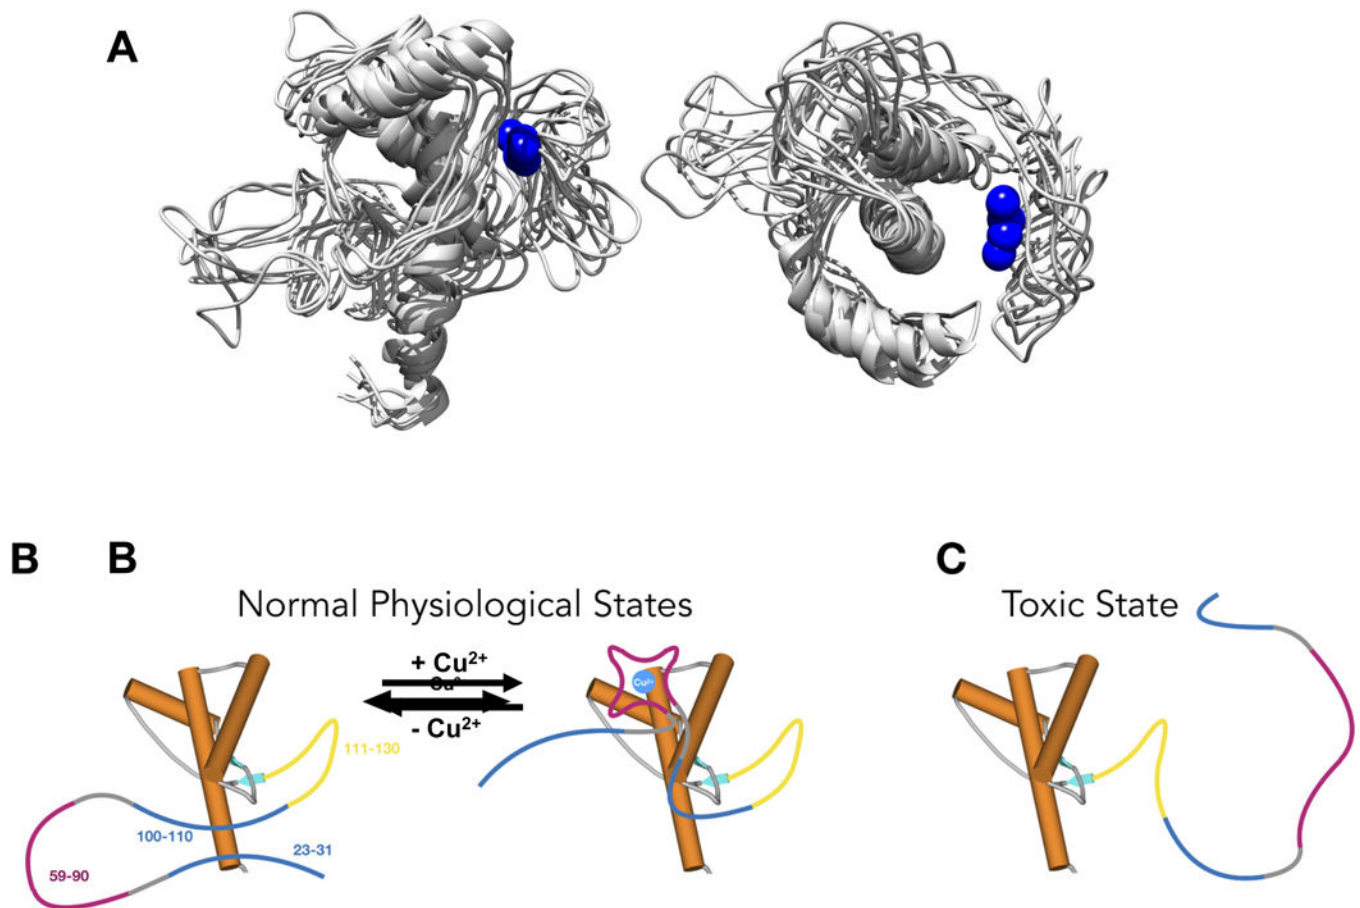 A
B
B
C
Normal Physiological States
Toxic State
+ Cu²⁺
- Cu²⁺
Cu²⁺
111-130
100-110
23-31
59-90